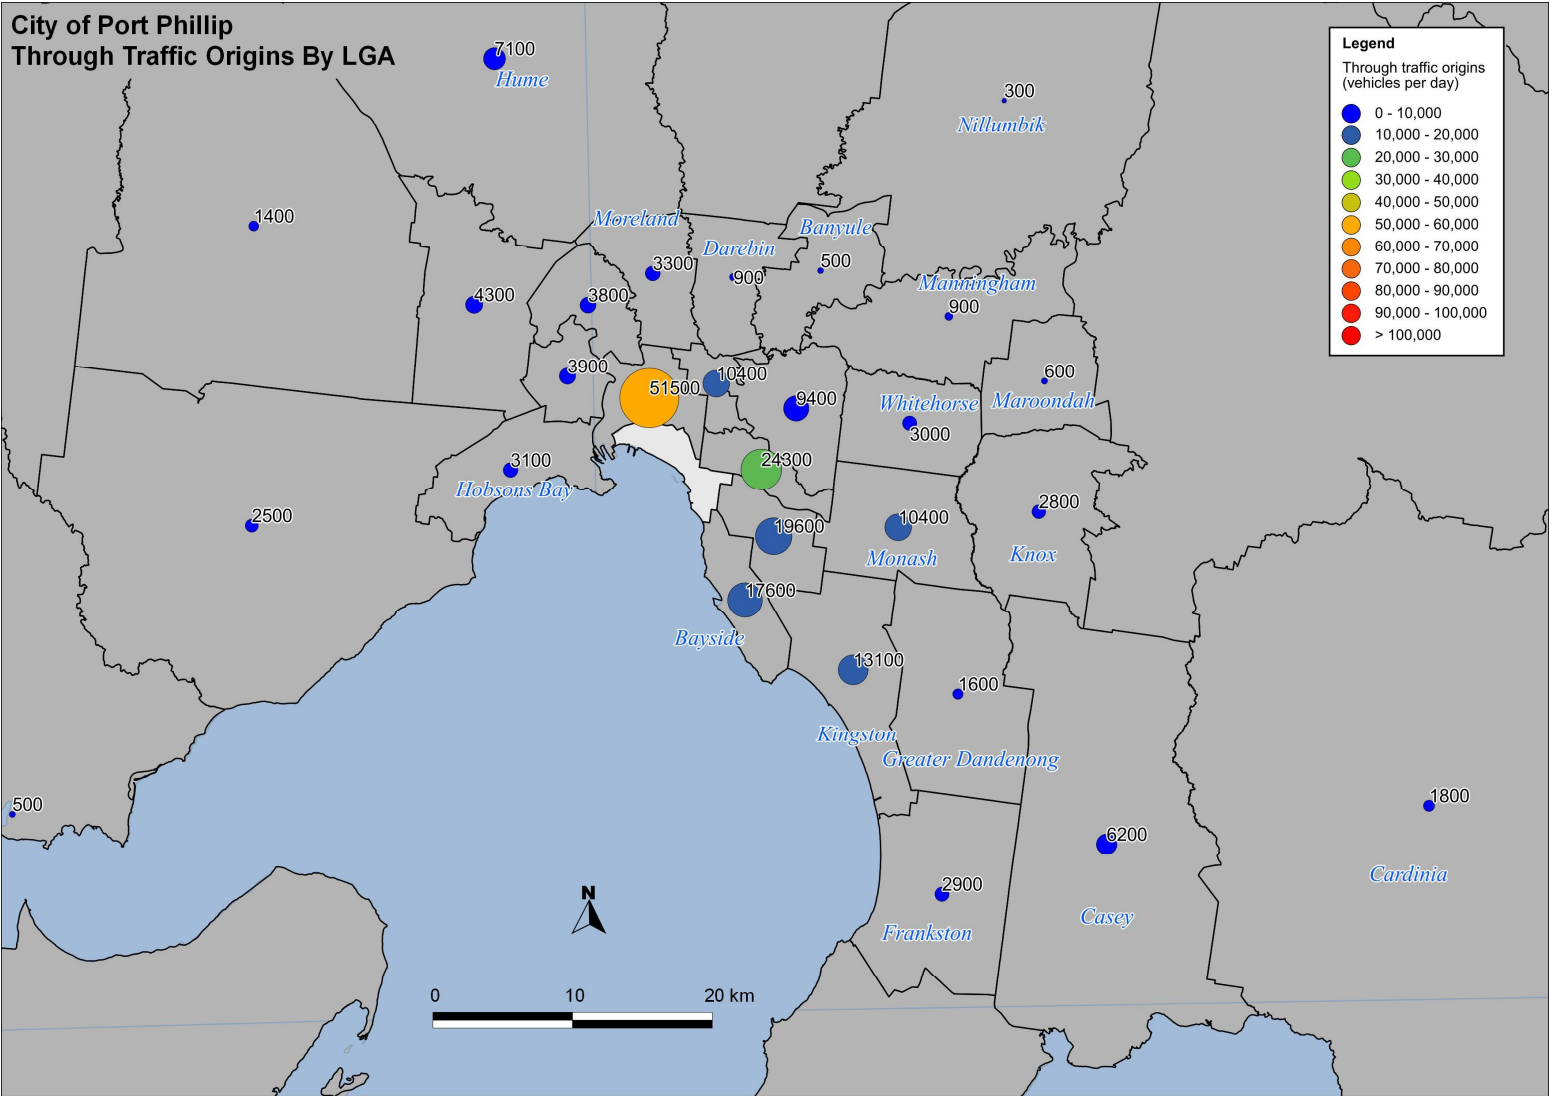 City of Port Phillip
Through Traffic Origins By LGA
Legend
Through traffic origins
(vehicles per day)
0 - 10,000
10,000 - 20,000
20,000 - 30,000
30,000 - 40,000
40,000 - 50,000
50,000 - 60,000
60,000 - 70,000
70,000 - 80,000
80,000 - 90,000
90,000 - 100,000
> 100,000
7100
Hume
300
Nillumbik
1400
Moreland
Banyule
Darebin
3300
500
900
Manningham
4300
3800
900
3900
10400
600
51500
9400
Whitehorse
Maroondah
3000
3100
24300
Hobsons Bay
2800
2500
19600
10400
Knox
Monash
17600
Bayside
13100
1600
Kingston
Greater Dandenong
500
1800
6200
Cardinia
2900
Casey
Frankston
N
0 10 20 km